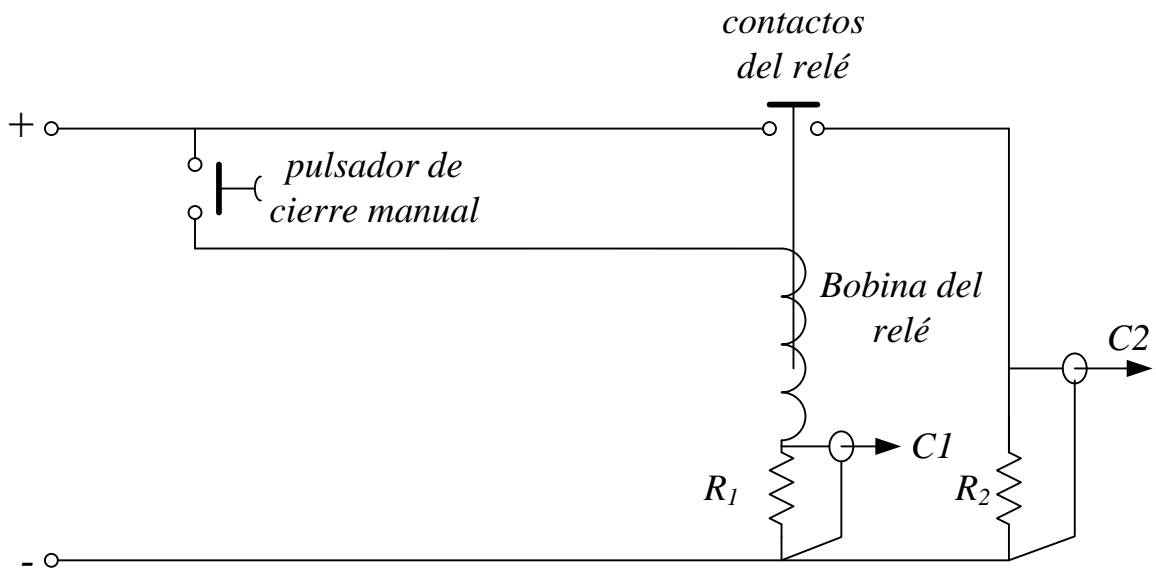 contactos
del relé
+
pulsador de
cierre manual
Bobina del
relé
C2
C1
R1
R2
-